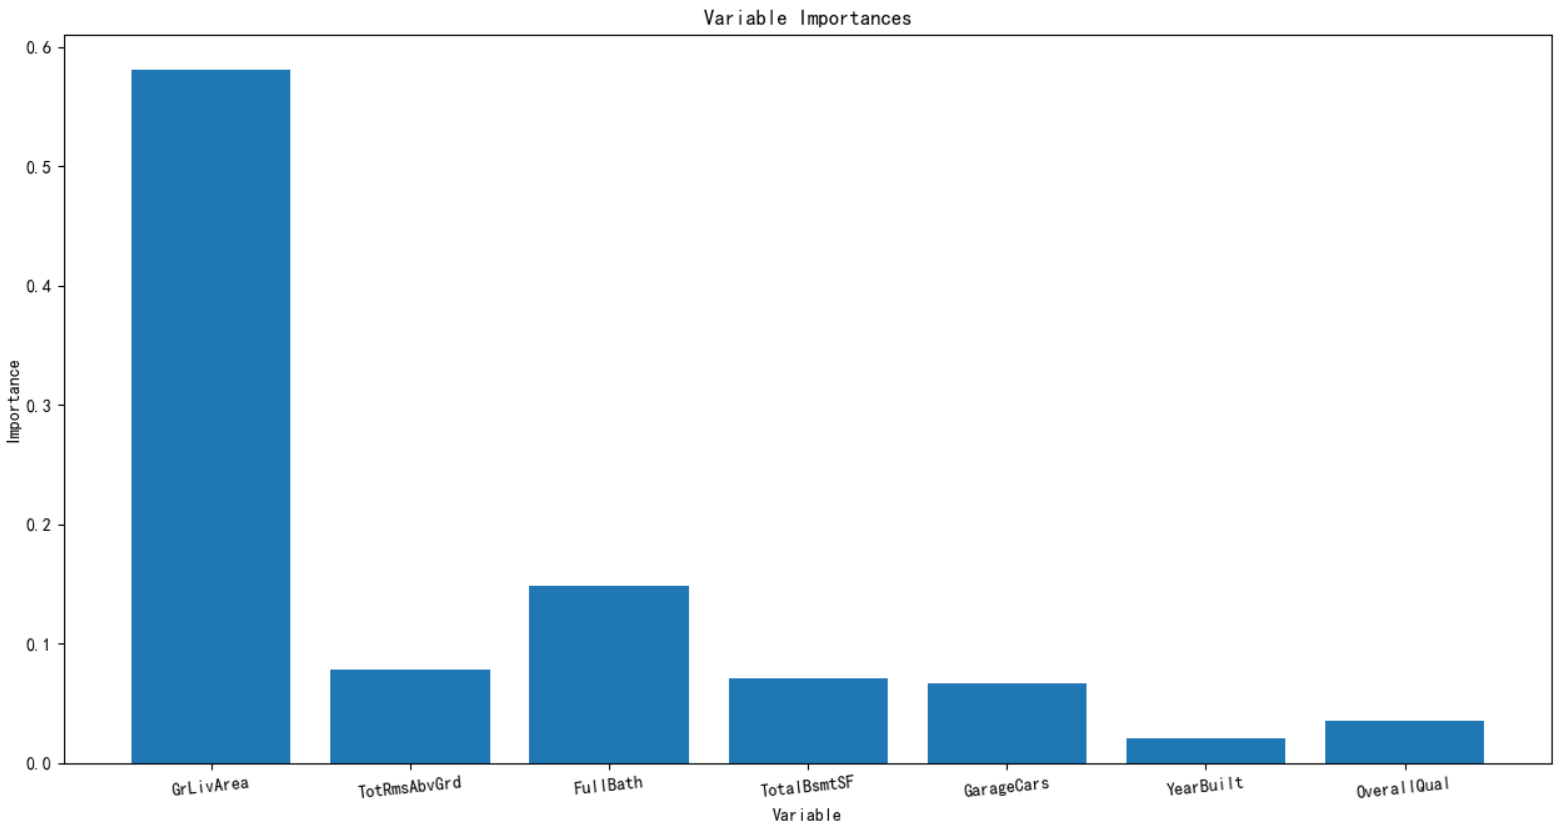 Variable Importances
0.6
0.5
0.4
0.3
0.2
0.1
0.0
Importance
GrLivArea
TotRmsAbvGrd
FullBath
TotalBsmtSF
GarageCars
YearBuilt
OverallQual
Variable